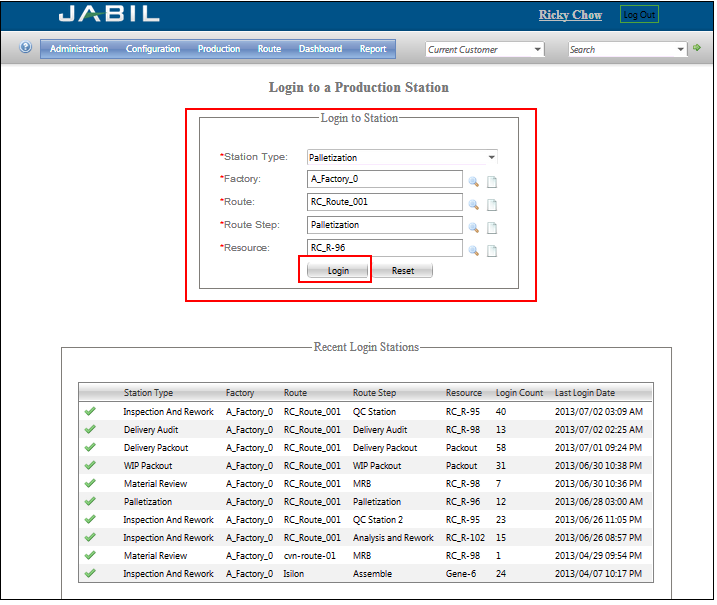 JABIL
Ricky Chow Log Out
Administration Configuration Production Route Dashboard Report Current Customer Search
Login to a Production Station
Login to Station
*Station Type: Palletization
*Factory: A_Factory_0
*Route: RC_Route_001
*Route Step: Palletization
*Resource: RC_R-96
Login Reset
Recent Login Stations
Station Type Factory Route Route Step Resource Login Count Last Login Date
Inspection And Rework A_Factory_0 RC_Route_001 QC Station RC_R-95 40 2013/07/02 03:09 AM
Delivery Audit A_Factory_0 RC_Route_001 Delivery Audit RC_R-98 13 2013/07/02 02:25 AM
Delivery Packout A_Factory_0 RC_Route_001 Delivery Packout Packout 58 2013/07/01 09:24 PM
WIP Packout A_Factory_0 RC_Route_001 WIP Packout Packout 31 2013/06/30 10:38 PM
Material Review A_Factory_0 RC_Route_001 MRB RC_R-98 7 2013/06/30 10:36 PM
Palletization A_Factory_0 RC_Route_001 Palletization RC_R-96 12 2013/06/28 03:00 AM
Inspection And Rework A_Factory_0 RC_Route_001 QC Station 2 RC_R-95 23 2013/06/26 11:05 PM
Inspection And Rework A_Factory_0 RC_Route_001 Analysis and Rework RC_R-102 15 2013/06/26 08:57 PM
Material Review A_Factory_0 cvn-route-01 MRB RC_R-98 1 2013/04/29 09:54 PM
Inspection And Rework A_Factory_0 Isilon Assemble Gene-6 24 2013/04/07 10:17 PM